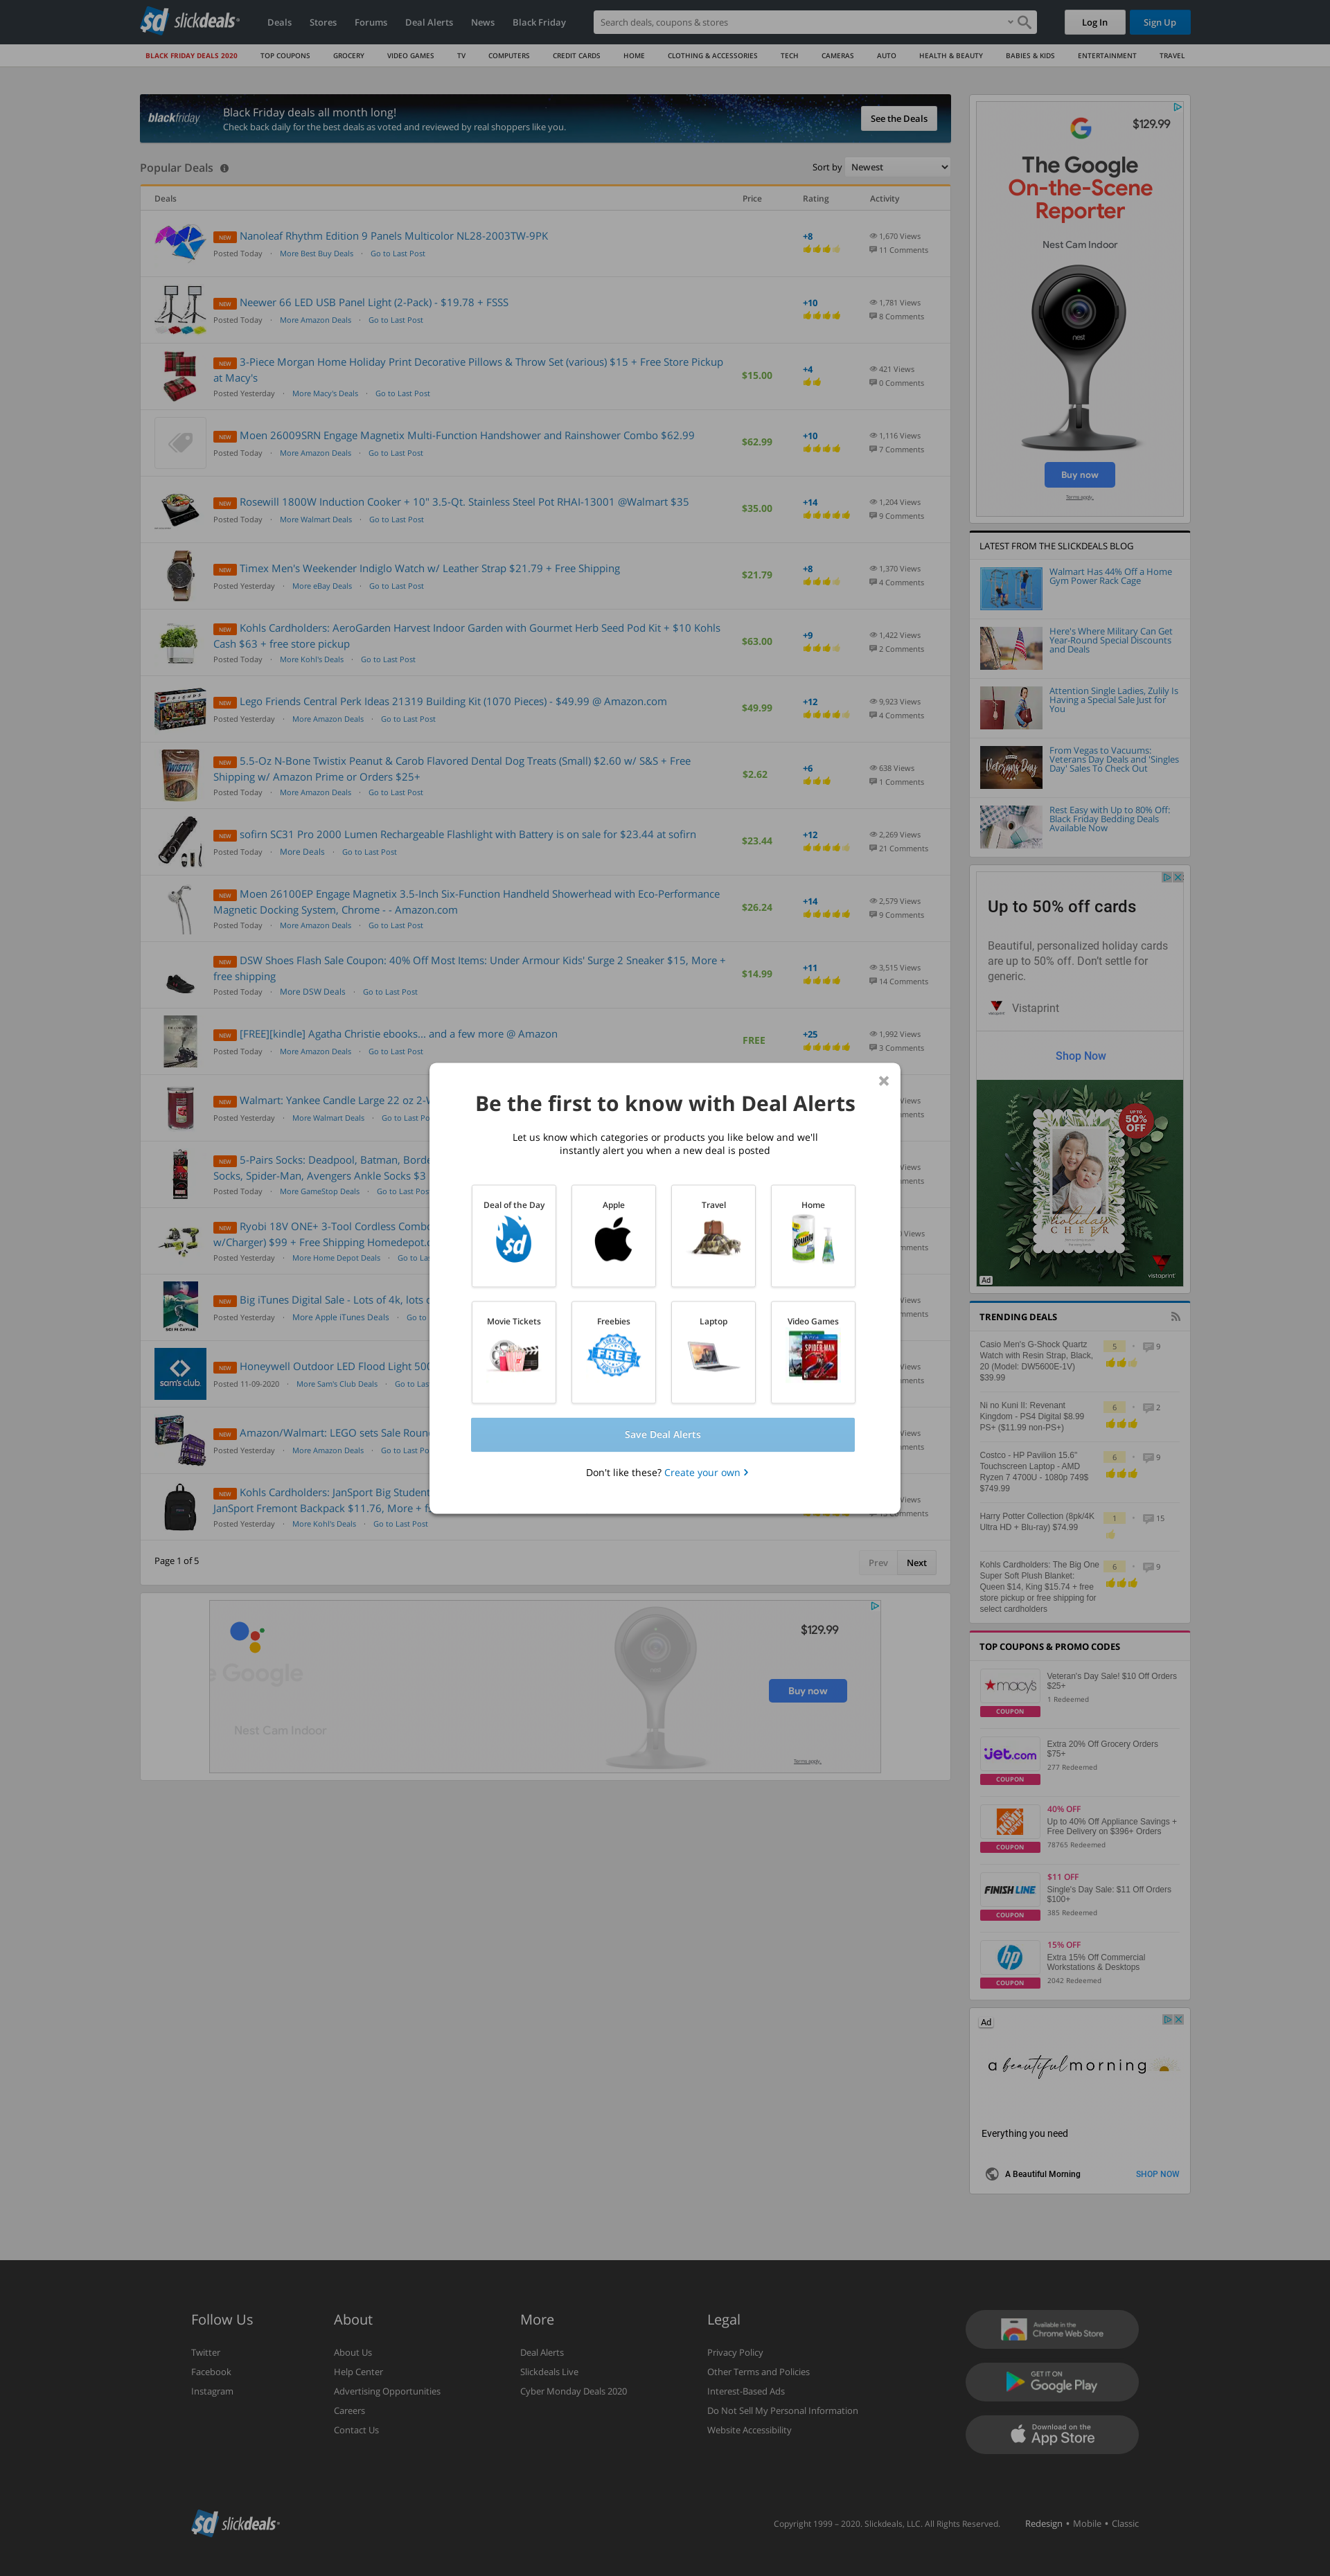 slickdeals
Deals
Stores
Forums
Deal Alerts
News
Black Friday
Search deals, coupons & stores
Log In
Sign Up
BLACK FRIDAY DEALS 2020
TOP COUPONS
GROCERY
VIDEO GAMES
TV
COMPUTERS
CREDIT CARDS
HOME
CLOTHING & ACCESSORIES
TECH
CAMERAS
AUTO
HEALTH & BEAUTY
BABIES & KIDS
ENTERTAINMENT
TRAVEL
blackfriday
Black Friday deals all month long!
Check back daily for the best deals as voted and reviewed by real shoppers like you.
See the Deals
Popular Deals
Sort by Newest
Deals Price Rating Activity
NEW Nanoleaf Rhythm Edition 9 Panels Multicolor NL28-2003TW-9PK
Posted Today · More Best Buy Deals · Go to Last Post
+8
1,670 Views
11 Comments
NEW Neewer 66 LED USB Panel Light (2-Pack) - $19.78 + FSSS
Posted Today · More Amazon Deals · Go to Last Post
+10
1,781 Views
8 Comments
NEW 3-Piece Morgan Home Holiday Print Decorative Pillows & Throw Set (various) $15 + Free Store Pickup
at Macy's
Posted Yesterday · More Macy's Deals · Go to Last Post
$15.00
+4
421 Views
0 Comments
NEW Moen 26009SRN Engage Magnetix Multi-Function Handshower and Rainshower Combo $62.99
Posted Today · More Amazon Deals · Go to Last Post
$62.99
+10
1,116 Views
7 Comments
NEW Rosewill 1800W Induction Cooker + 10" 3.5-Qt. Stainless Steel Pot RHAI-13001 @Walmart $35
Posted Today · More Walmart Deals · Go to Last Post
$35.00
+14
1,204 Views
9 Comments
NEW Timex Men's Weekender Indiglo Watch w/ Leather Strap $21.79 + Free Shipping
Posted Yesterday · More eBay Deals · Go to Last Post
$21.79
+8
1,370 Views
4 Comments
NEW Kohls Cardholders: AeroGarden Harvest Indoor Garden with Gourmet Herb Seed Pod Kit + $10 Kohls
Cash $63 + free store pickup
Posted Today · More Kohl's Deals · Go to Last Post
$63.00
+9
1,422 Views
2 Comments
NEW Lego Friends Central Perk Ideas 21319 Building Kit (1070 Pieces) - $49.99 @ Amazon.com
Posted Yesterday · More Amazon Deals · Go to Last Post
$49.99
+12
9,923 Views
4 Comments
NEW 5.5-Oz N-Bone Twistix Peanut & Carob Flavored Dental Dog Treats (Small) $2.60 w/ S&S + Free
Shipping w/ Amazon Prime or Orders $25+
Posted Today · More Amazon Deals · Go to Last Post
$2.62
+6
638 Views
1 Comments
NEW sofirn SC31 Pro 2000 Lumen Rechargeable Flashlight with Battery is on sale for $23.44 at sofirn
Posted Today · More Deals · Go to Last Post
$23.44
+12
2,269 Views
21 Comments
NEW Moen 26100EP Engage Magnetix 3.5-Inch Six-Function Handheld Showerhead with Eco-Performance
Magnetic Docking System, Chrome - - Amazon.com
Posted Today · More Amazon Deals · Go to Last Post
$26.24
+14
2,579 Views
9 Comments
NEW DSW Shoes Flash Sale Coupon: 40% Off Most Items: Under Armour Kids' Surge 2 Sneaker $15, More +
free shipping
Posted Today · More DSW Deals · Go to Last Post
$14.99
+11
3,515 Views
14 Comments
NEW [FREE][kindle] Agatha Christie ebooks... and a few more @ Amazon
Posted Today · More Amazon Deals · Go to Last Post
FREE
+25
1,992 Views
3 Comments
NEW Walmart: Yankee Candle Large 22 oz 2-
Posted Yesterday · More Walmart Deals · Go to Last
NEW 5-Pairs Socks: Deadpool, Batman,
Socks, Spider-Man, Avengers Ankle Socks $3
Posted Today · More GameStop Deals · Go to Last Post
NEW Ryobi 18V ONE+ 3-Tool Cordless
w/Charger) $99 + Free Shipping
Posted Yesterday · More Home Depot Deals · Go to
NEW Big iTunes Digital Sale - Lots of 4k, lots
Posted Yesterday · More Apple iTunes Deals · Go to
sam's club
NEW Honeywell Outdoor LED Flood Light
Posted 11-09-2020 · More Sam's Club Deals · Go to
NEW Amazon/Walmart: LEGO sets Sale
Posted Yesterday · More Amazon Deals · Go to Last
NEW Kohls Cardholders: JanSport Big Student
JanSport Fremont Backpack $11.76, More +
Posted Yesterday · More Kohl's Deals · Go to Last Post
Page 1 of 5
Prev
Next
Be the first to know with Deal Alerts
Let us know which categories or products you like below and we'll
instantly alert you when a new deal is posted
Deal of the Day
sd
Apple
Travel
Home
Bounty
Movie Tickets
Freebies
FREE
Laptop
Video Games
SPIDER-MAN
Save Deal Alerts
Don't like these? Create your own
e Google
Nest Cam Indoor
$129.99
Buy now
Terms apply.
$129.99
The Google
On-the-Scene
Reporter
Nest Cam Indoor
nest
Buy now
Terms apply.
LATEST FROM THE SLICKDEALS BLOG
Walmart Has 44% Off a Home
Gym Power Rack Cage
Here's Where Military Can Get
Year-Round Special Discounts
and Deals
Attention Single Ladies, Zulily Is
Having a Special Sale Just for
You
Veterans Day
From Vegas to Vacuums:
Veterans Day Deals and 'Singles
Day' Sales To Check Out
Rest Easy with Up to 80% Off:
Black Friday Bedding Deals
Available Now
Up to 50% off cards
Beautiful, personalized holiday cards
are up to 50% off. Don't settle for
generic.
Vistaprint
Shop Now
UP TO
50%
OFF
holiday
CHEER
vistaprint
Ad
TRENDING DEALS
Casio Men's G-Shock Quartz
Watch with Resin Strap, Black,
20 (Model: DW5600E-1V)
$39.99
5 · 9
Ni no Kuni II: Revenant
Kingdom - PS4 Digital $8.99
PS+ ($11.99 non-PS+)
6 · 2
Costco - HP Pavilion 15.6"
Touchscreen Laptop - AMD
Ryzen 7 4700U - 1080p 749$
$749.99
6 · 9
Harry Potter Collection (8pk/4K
Ultra HD + Blu-ray) $74.99
1 · 15
Kohls Cardholders: The Big One
Super Soft Plush Blanket:
Queen $14, King $15.74 + free
store pickup or free shipping for
select cardholders
6 · 9
TOP COUPONS & PROMO CODES
macy's
COUPON
Veteran's Day Sale! $10 Off Orders
$25+
1 Redeemed
jet.com
COUPON
Extra 20% Off Grocery Orders
$75+
277 Redeemed
COUPON
40% OFF
Up to 40% Off Appliance Savings +
Free Delivery on $396+ Orders
78765 Redeemed
FINISH LINE
COUPON
$11 OFF
Single's Day Sale: $11 Off Orders
$100+
385 Redeemed
hp
COUPON
15% OFF
Extra 15% Off Commercial
Workstations & Desktops
2042 Redeemed
Ad
a beautiful morning
Everything you need
A Beautiful Morning
SHOP NOW
Follow Us
Twitter
Facebook
Instagram
About
About Us
Help Center
Advertising Opportunities
Careers
Contact Us
More
Deal Alerts
Slickdeals Live
Cyber Monday Deals 2020
Legal
Privacy Policy
Other Terms and Policies
Interest-Based Ads
Do Not Sell My Personal Information
Website Accessibility
Available in the
Chrome Web Store
GET IT ON
Google Play
Download on the
App Store
slickdeals
Copyright 1999 – 2020. Slickdeals, LLC. All Rights Reserved.
Redesign • Mobile • Classic